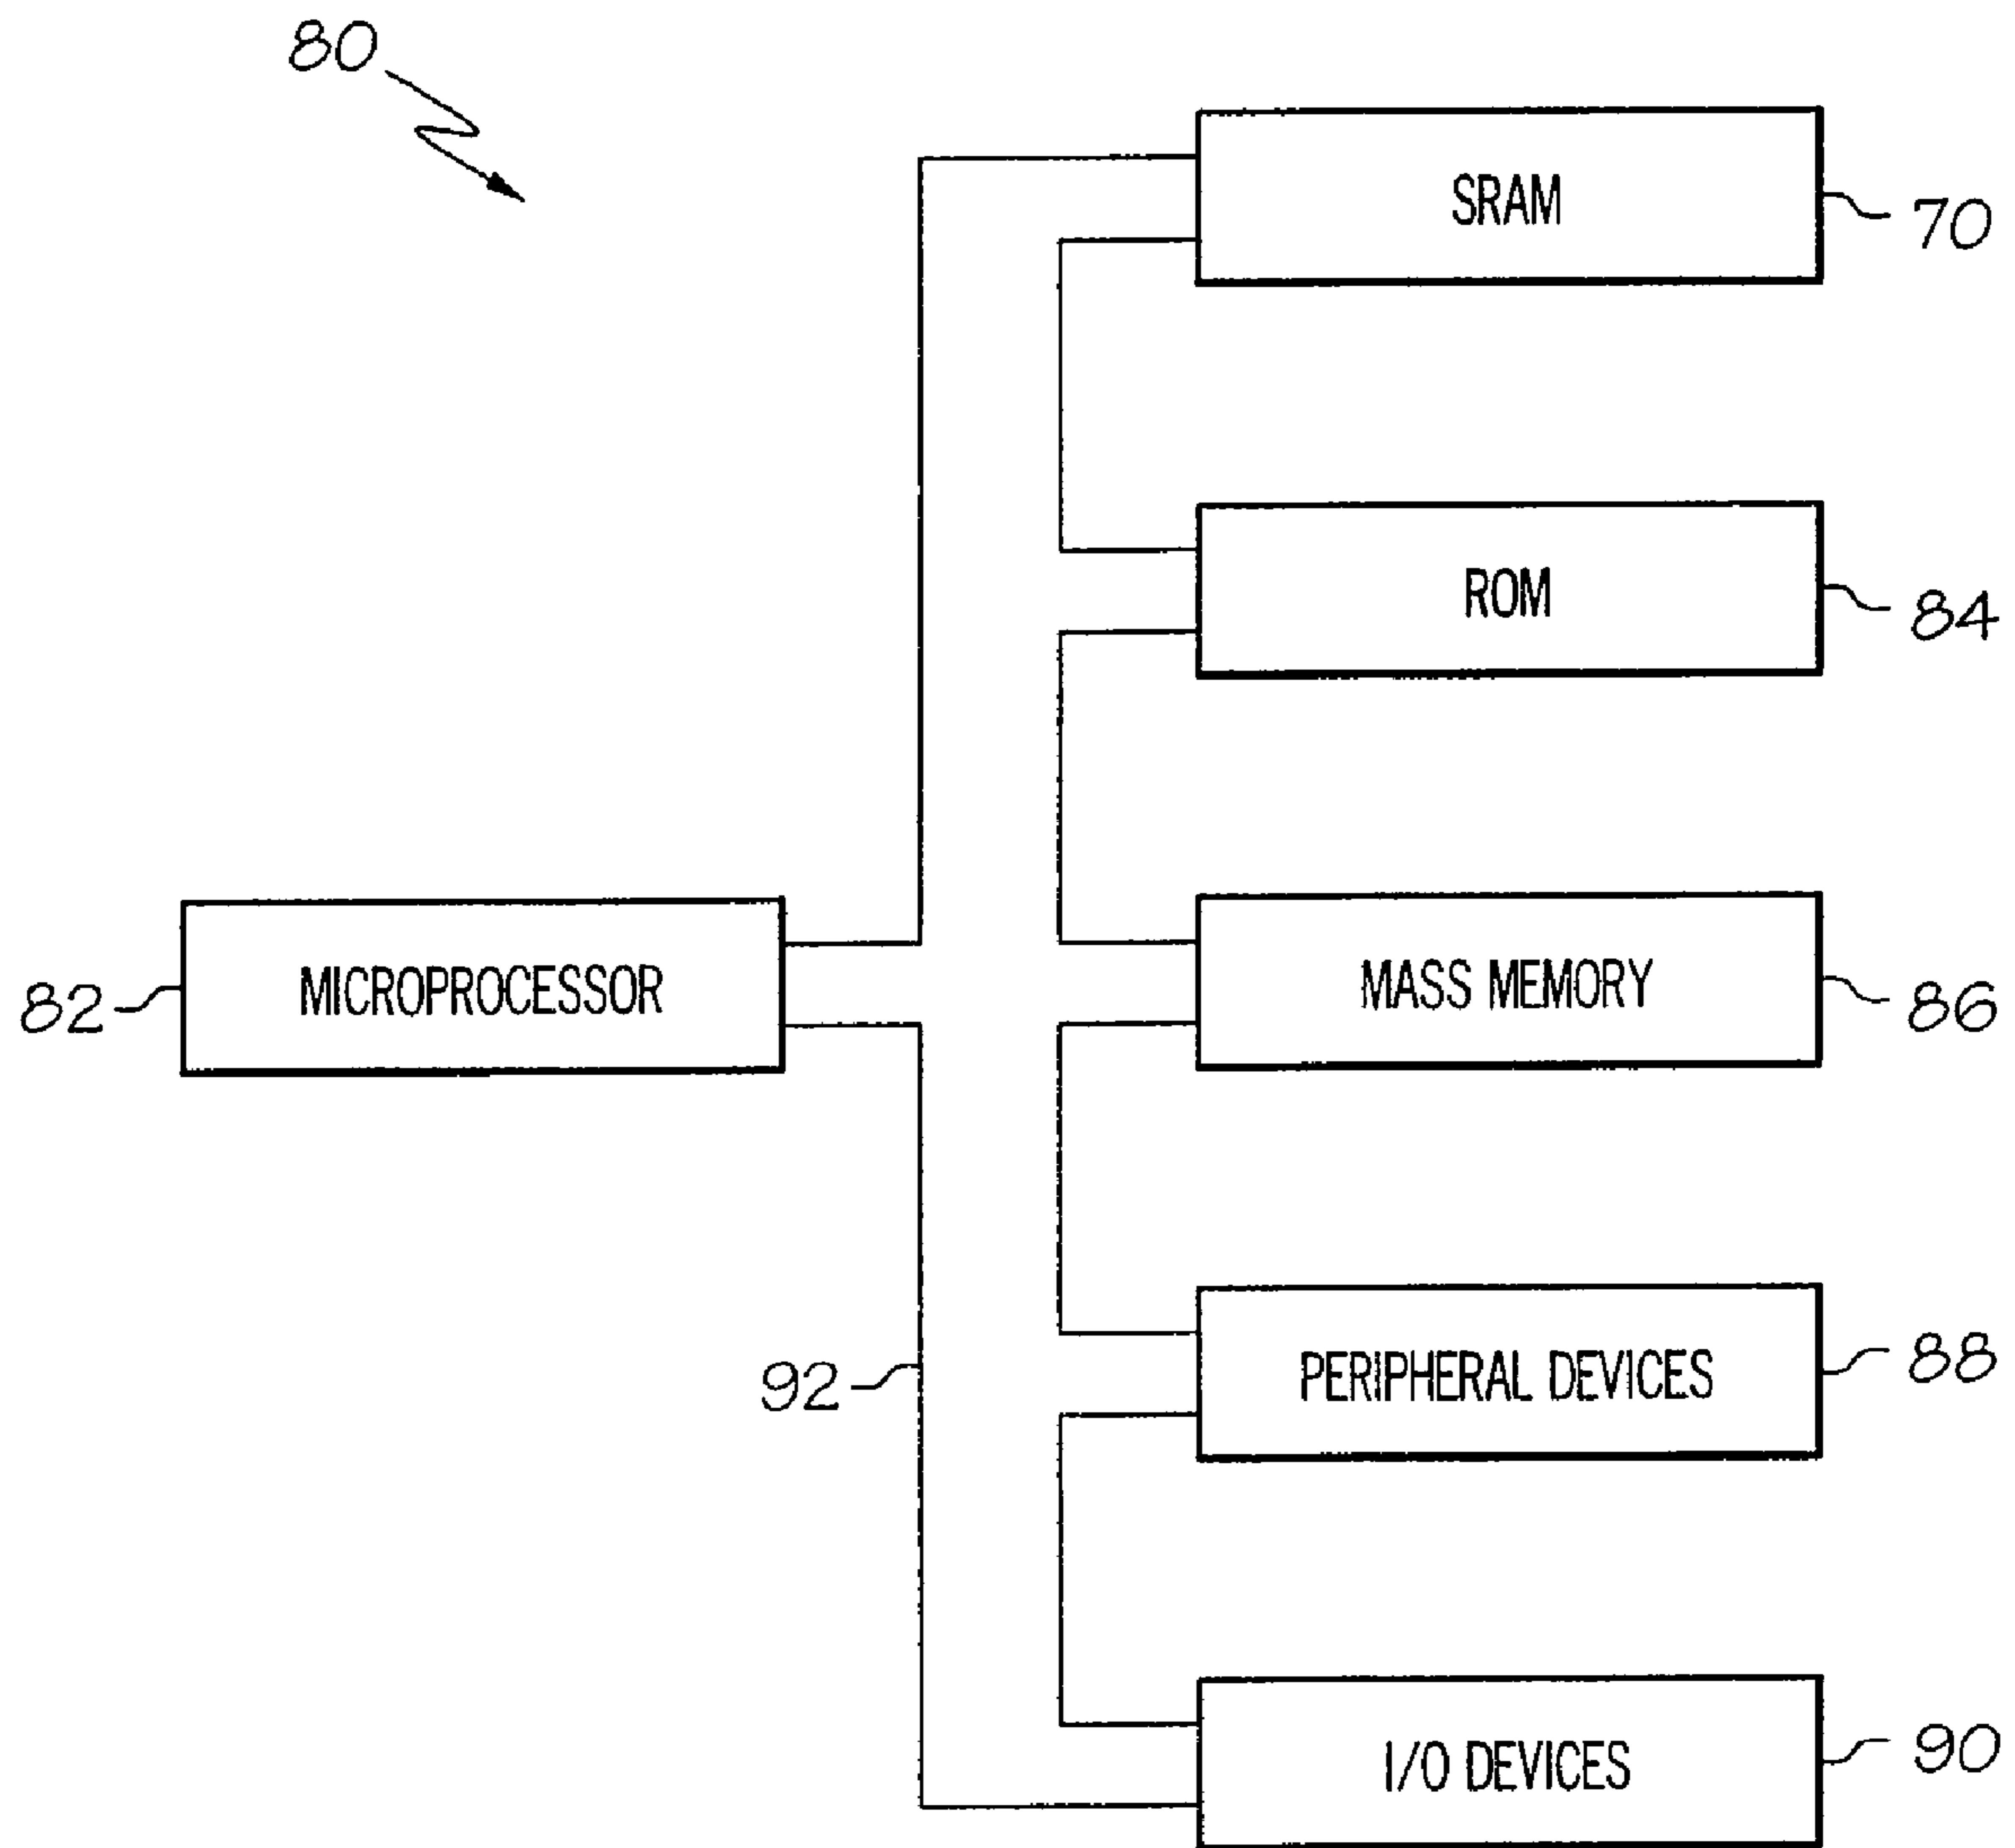 80
SRAM
70
ROM
84
MICROPROCESSOR
82
MASS MEMORY
86
PERIPHERAL DEVICES
88
92
I/O DEVICES
90